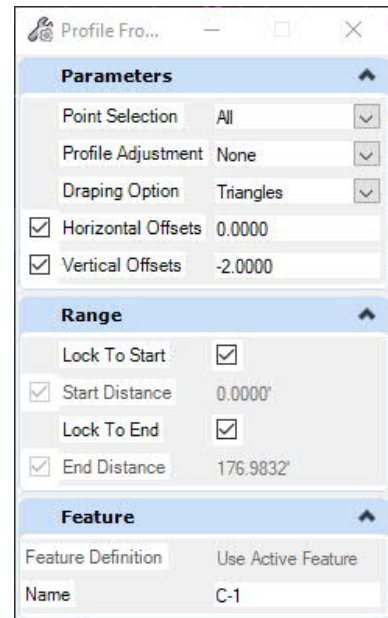 Profile Fro...
Parameters
Point Selection All
Profile Adjustment None
Draping Option Triangles
Horizontal Offsets 0.0000
Vertical Offsets -2.0000
Range
Lock To Start
Start Distance 0.0000'
Lock To End
End Distance 176.9832'
Feature
Feature Definition Use Active Feature
Name C-1